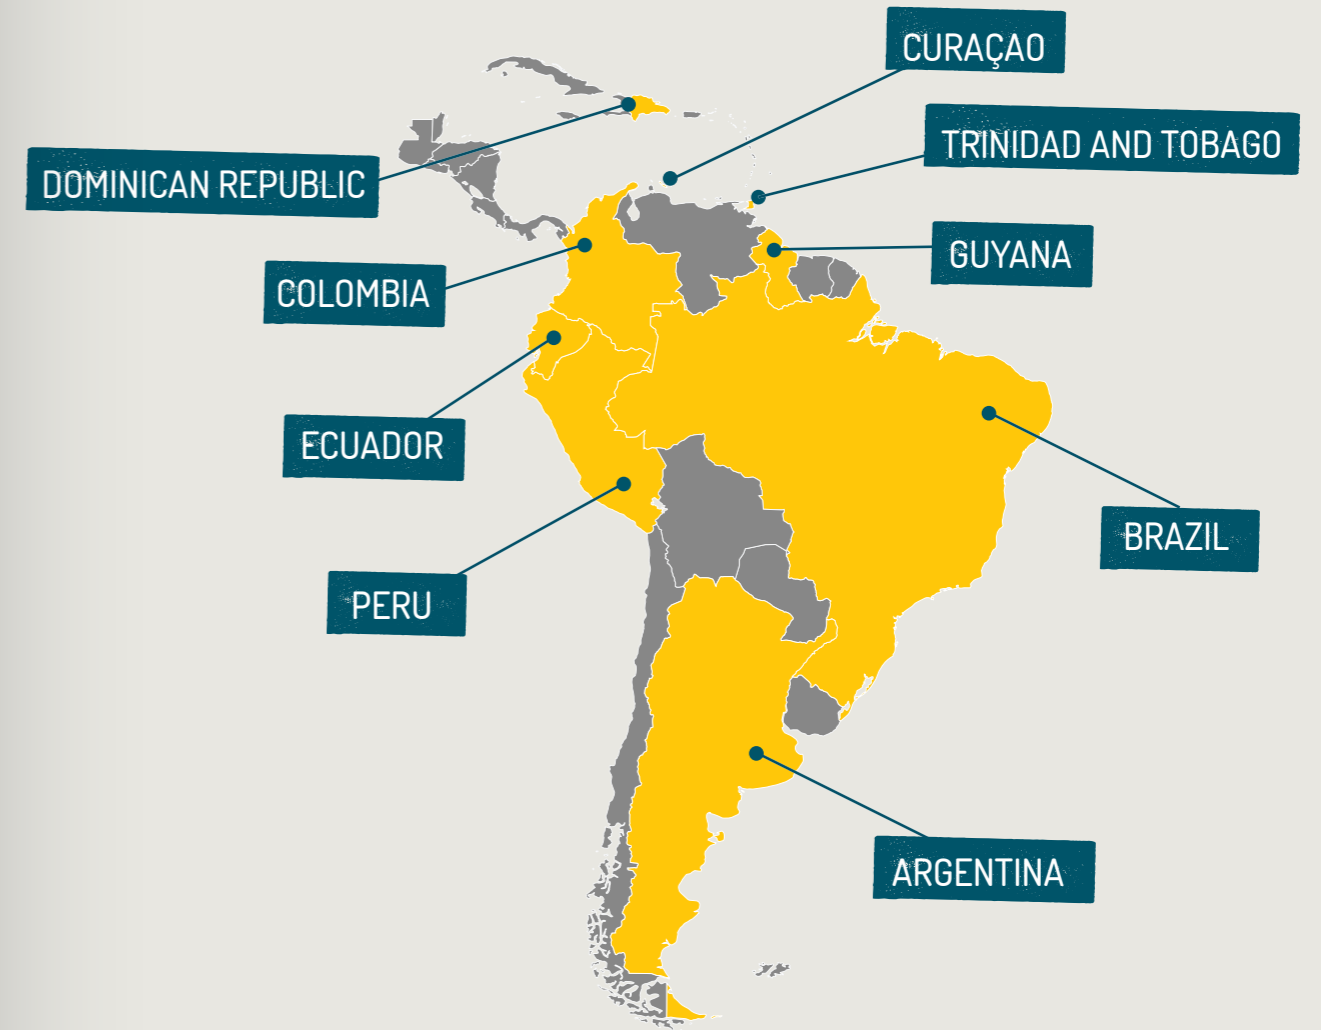 CURAÇAO
TRINIDAD AND TOBAGO
DOMINICAN REPUBLIC
GUYANA
COLOMBIA
ECUADOR
BRAZIL
PERU
ARGENTINA